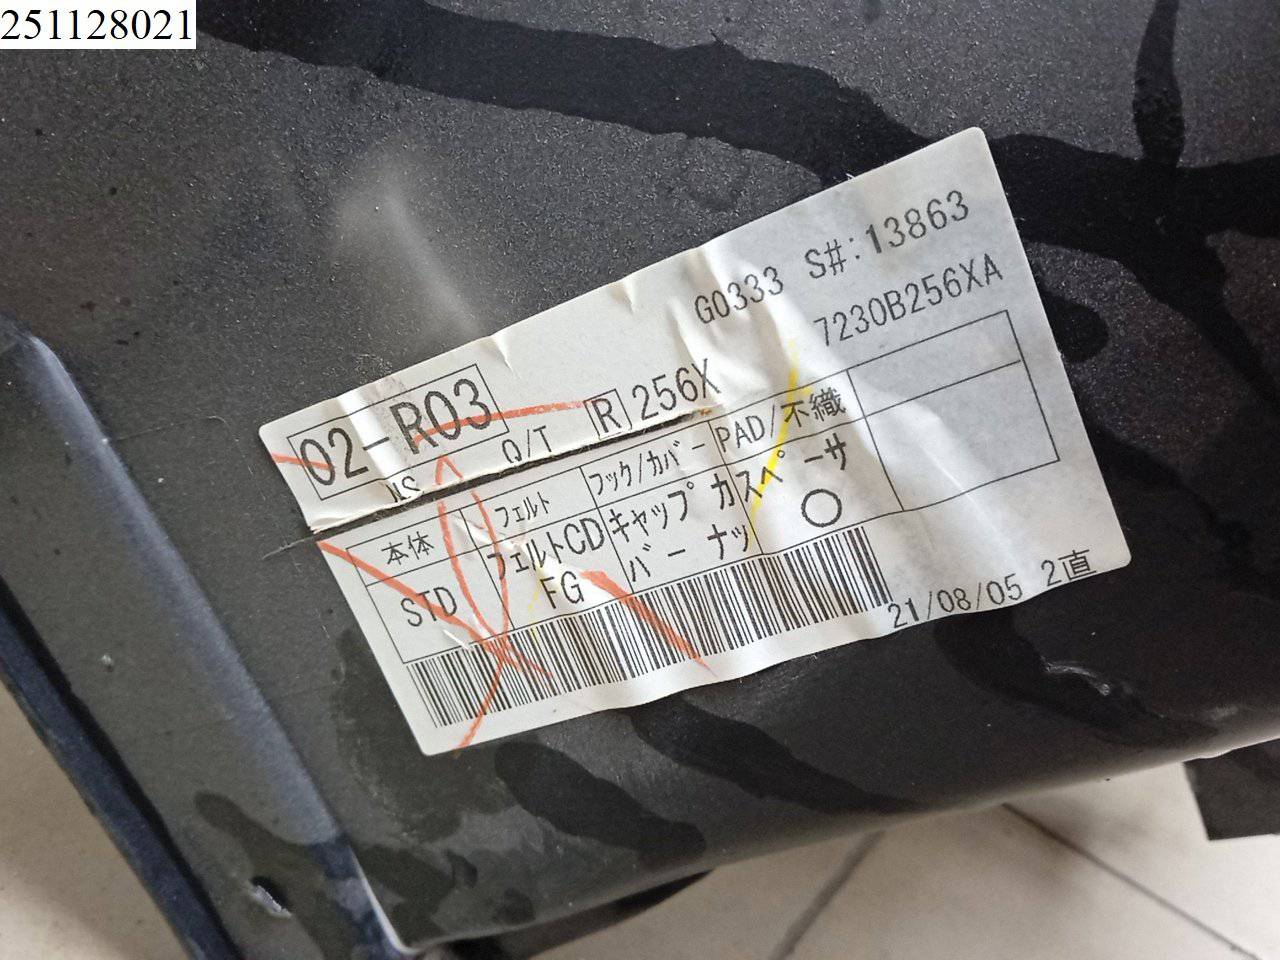 251128021
G0333 S#:13863
02-R03
R 256X
7230B256XA
O/T
本体
フェルト
フック/カバー
PAD/不織
STD
フェルトCD
FG
キャップ カ
バー ナッ
スペーサ
○
21/08/05 2直